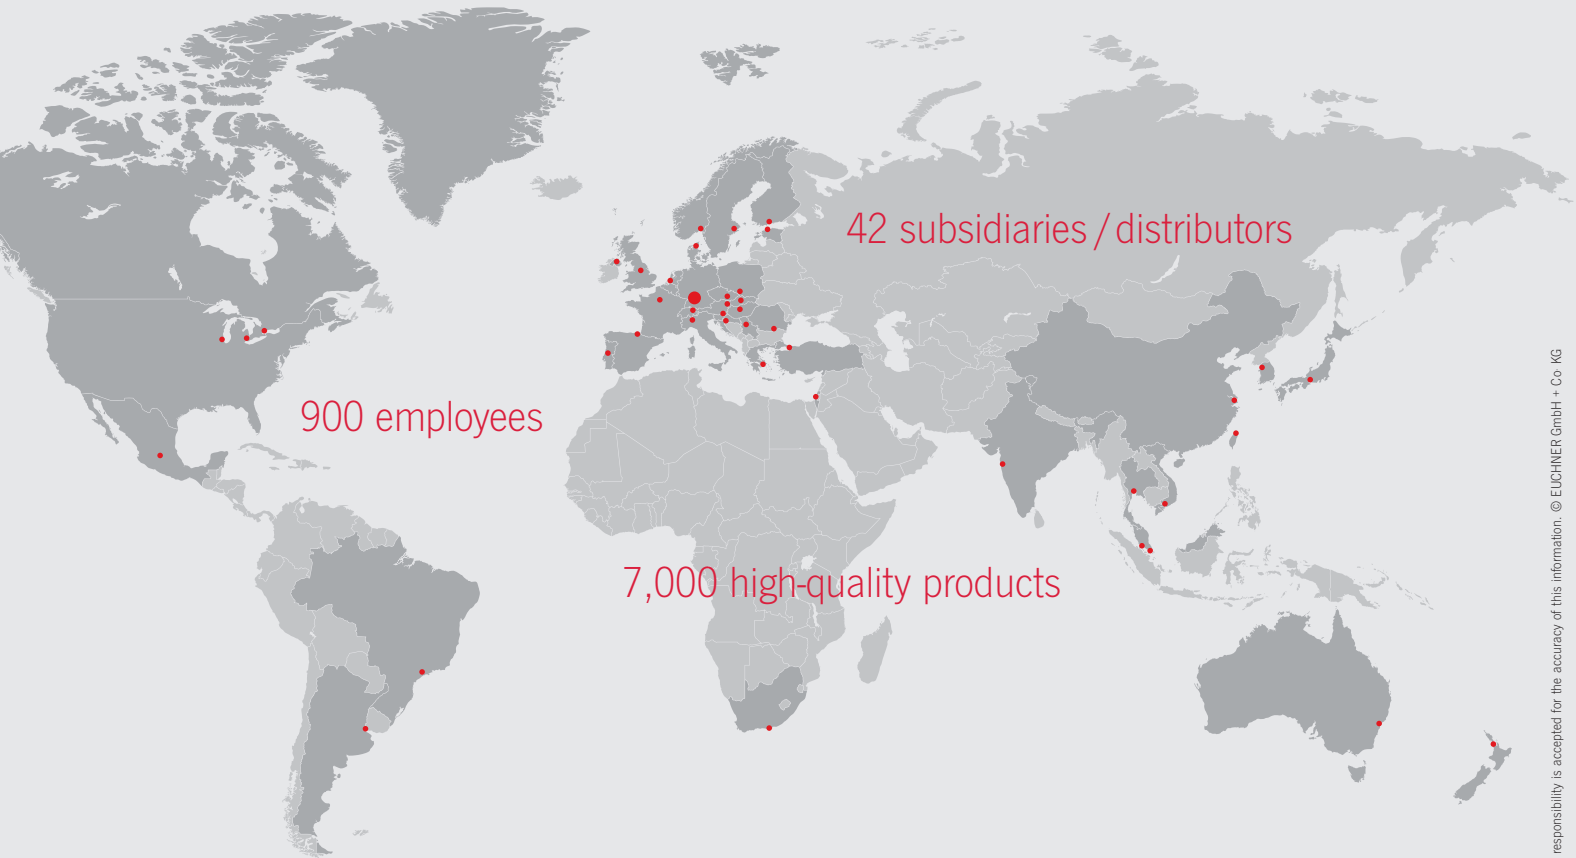 42 subsidiaries / distributors
900 employees
7,000 high-quality products
responsibility is accepted for the accuracy of this information. © EUCHNER GmbH + Co· KG